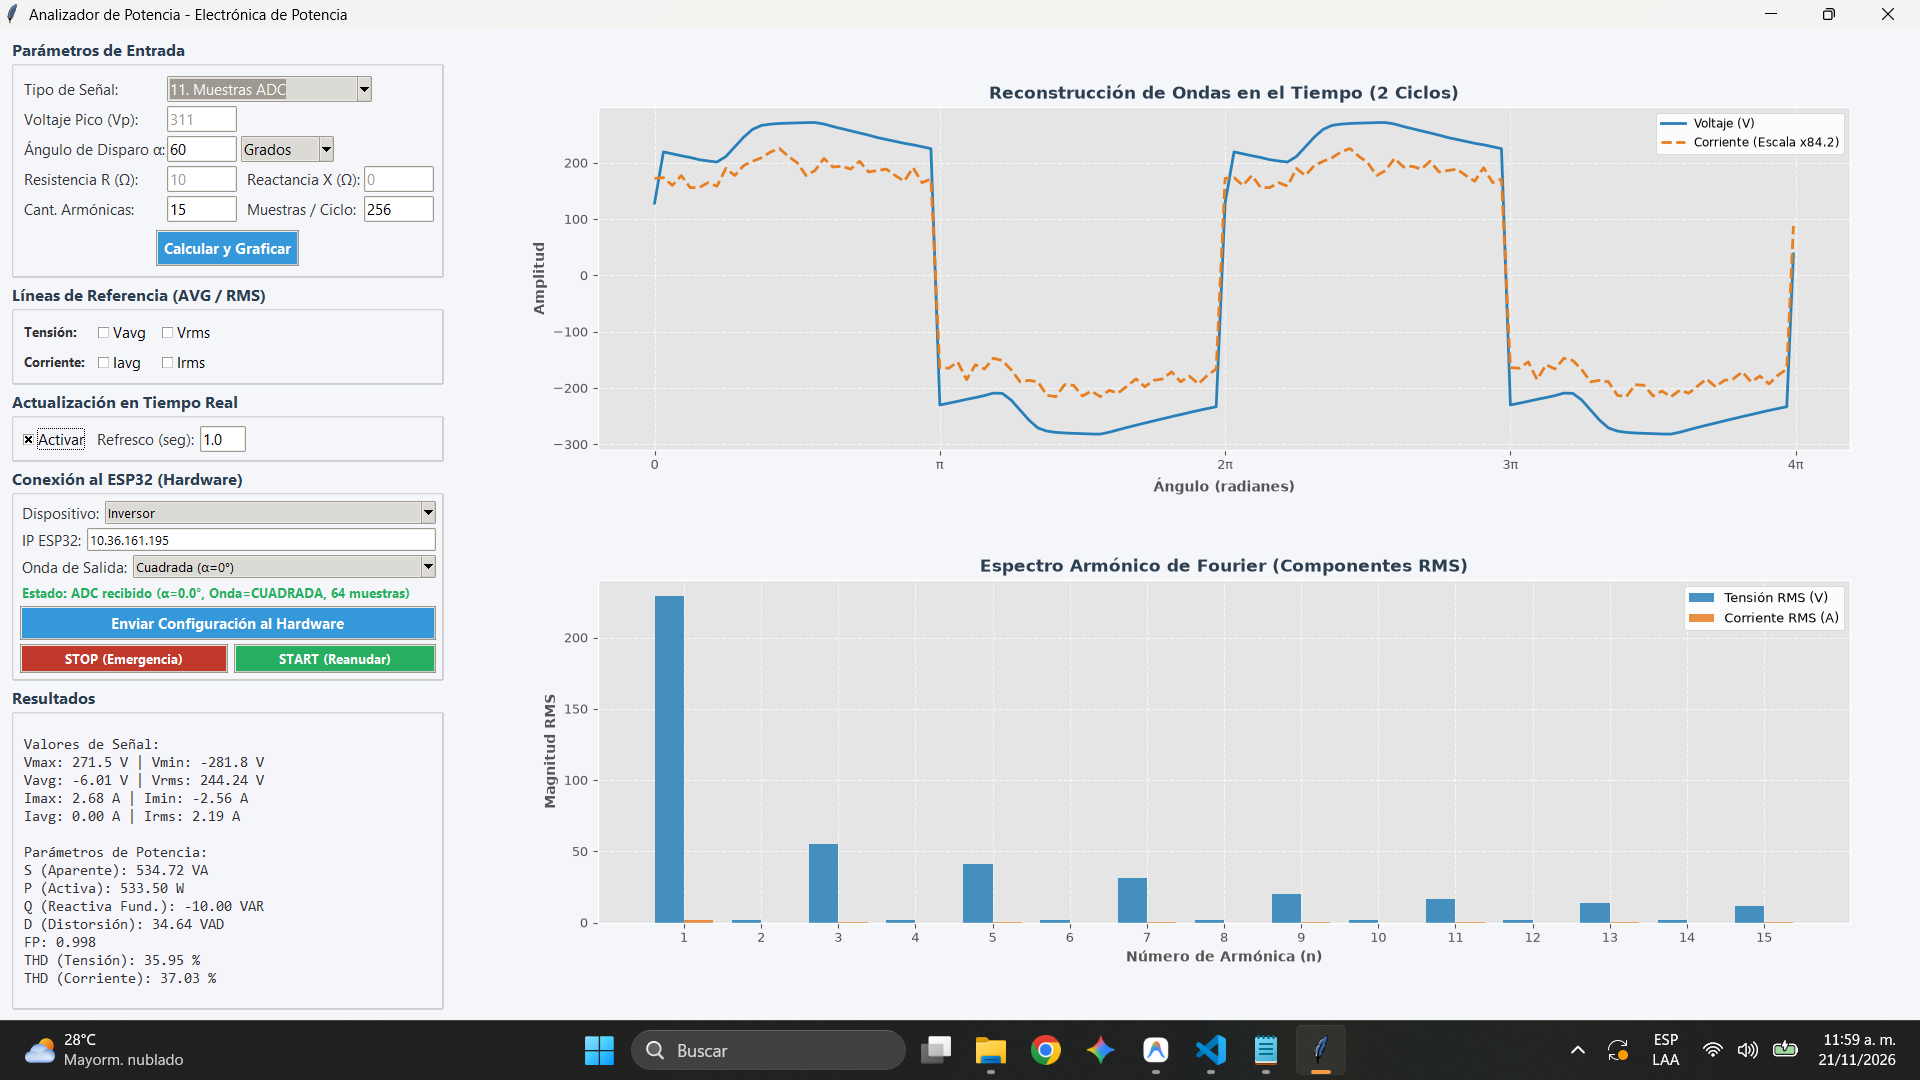 Analizador de Potencia - Electrónica de Potencia
Parámetros de Entrada
Tipo de Señal: 11. Muestras ADC
Voltaje Pico (Vp): 311
Ángulo de Disparo α: 60 Grados
Resistencia R (Ω): 10 Reactancia X (Ω): 0
Cant. Armónicas: 15 Muestras / Ciclo: 256
Calcular y Graficar
Líneas de Referencia (AVG / RMS)
Tensión: Vavg Vrms
Corriente: Iavg Irms
Actualización en Tiempo Real
Activar Refresco (seg): 1.0
Conexión al ESP32 (Hardware)
Dispositivo: Inversor
IP ESP32: 10.36.161.195
Onda de Salida: Cuadrada (α=0°)
Estado: ADC recibido (α=0.0°, Onda=CUADRADA, 64 muestras)
Enviar Configuración al Hardware
STOP (Emergencia) START (Reanudar)
Resultados
Valores de Señal:
Vmax: 271.5 V | Vmin: -281.8 V
Vavg: -6.01 V | Vrms: 244.24 V
Imax: 2.68 A | Imin: -2.56 A
Iavg: 0.00 A | Irms: 2.19 A
Parámetros de Potencia:
S (Aparente): 534.72 VA
P (Activa): 533.50 W
Q (Reactiva Fund.): -10.00 VAR
D (Distorsión): 34.64 VAD
FP: 0.998
THD (Tensión): 35.95 %
THD (Corriente): 37.03 %
Reconstrucción de Ondas en el Tiempo (2 Ciclos)
Voltaje (V)
Corriente (Escala x84.2)
Amplitud
200
100
0
−100
−200
−300
0 π 2π 3π 4π
Ángulo (radianes)
Espectro Armónico de Fourier (Componentes RMS)
Tensión RMS (V)
Corriente RMS (A)
Magnitud RMS
200
150
100
50
0
1 2 3 4 5 6 7 8 9 10 11 12 13 14 15
Número de Armónica (n)
28°C
Mayorm. nublado
Buscar
ESP
LAA
11:59 a. m.
21/11/2026